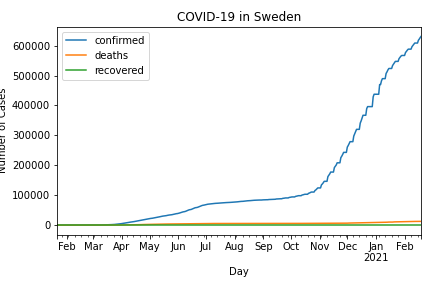 COVID-19 in Sweden
confirmed
deaths
recovered
600000
500000
400000
300000
200000
100000
0
Number of Cases
Feb Mar Apr May Jun Jul Aug Sep Oct Nov Dec Jan Feb
2021
Day